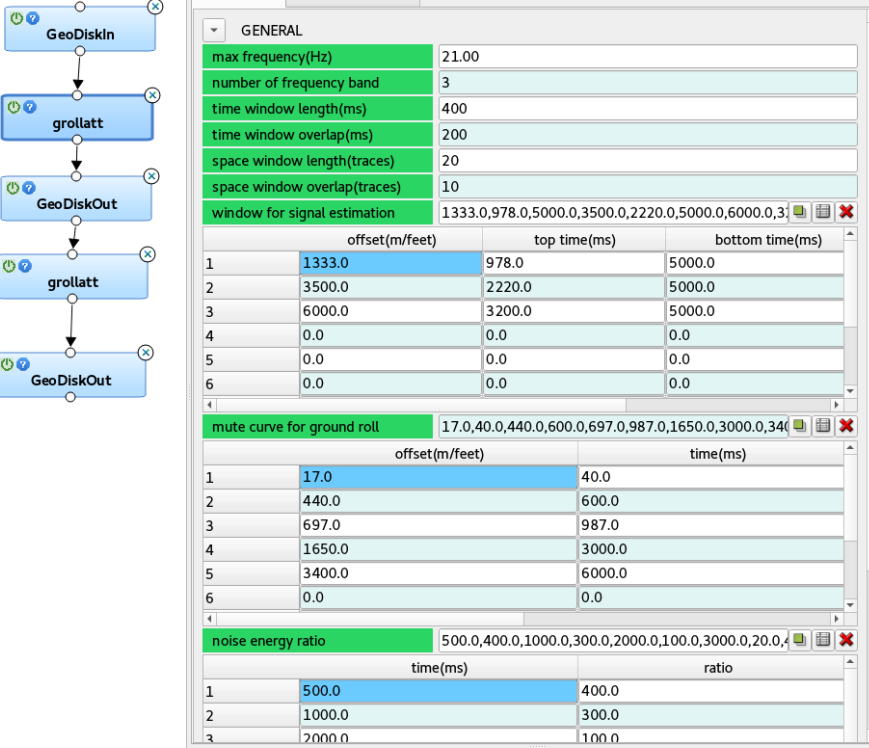 GeoDiskIn
grollatt
GeoDiskOut
grollatt
GeoDiskOut
GENERAL
max frequency(Hz) 21.00
number of frequency band 3
time window length(ms) 400
time window overlap(ms) 200
space window length(traces) 20
space window overlap(traces) 10
window for signal estimation 1333.0,978.0,5000.0,3500.0,2220.0,5000.0,6000.0,3
offset(m/feet) top time(ms) bottom time(ms)
1 1333.0 978.0 5000.0
2 3500.0 2220.0 5000.0
3 6000.0 3200.0 5000.0
4 0.0 0.0 0.0
5 0.0 0.0 0.0
6 0.0 0.0 0.0
mute curve for ground roll 17.0,40.0,440.0,600.0,697.0,987.0,1650.0,3000.0,340
offset(m/feet) time(ms)
1 17.0 40.0
2 440.0 600.0
3 697.0 987.0
4 1650.0 3000.0
5 3400.0 6000.0
6 0.0 0.0
noise energy ratio 500.0,400.0,1000.0,300.0,2000.0,100.0,3000.0,20.0,
time(ms) ratio
1 500.0 400.0
2 1000.0 300.0
3 2000.0 100.0